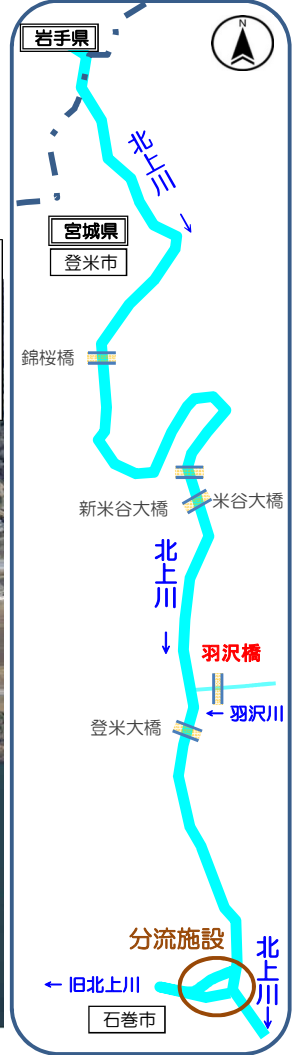 N
岩手県
北上川
↓
宮城県
登米市
錦桜橋
新米谷大橋
米谷大橋
北上川
↓
羽沢橋
← 羽沢川
登米大橋
分流施設
北上川
↓
← 旧北上川
石巻市